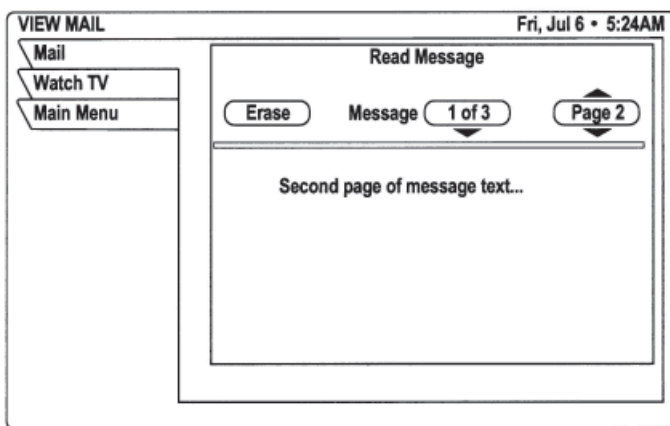 VIEW MAIL Fri, Jul 6 • 5:24AM
Mail
Watch TV
Main Menu
Read Message
Erase Message 1 of 3 Page 2
Second page of message text...